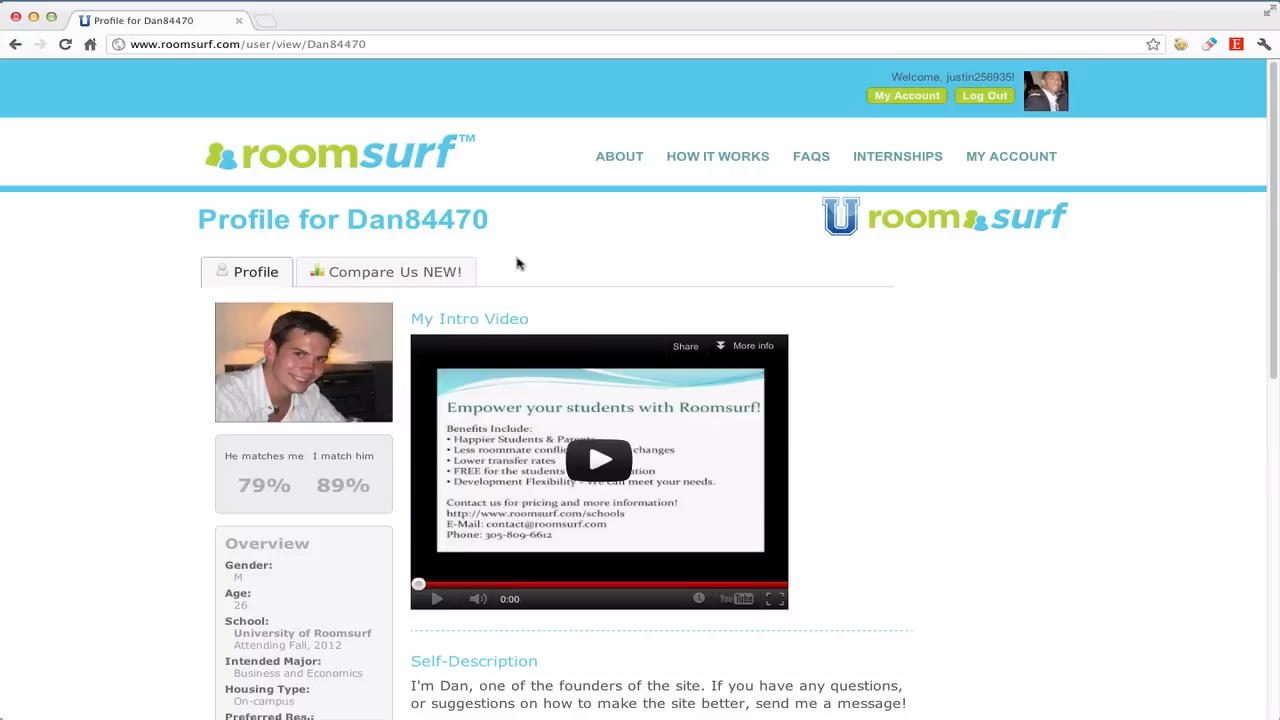 Profile for Dan84470
www.roomsurf.com/user/view/Dan84470
Welcome, justin256935!
My Account Log Out
roomsurf™
ABOUT HOW IT WORKS FAQS INTERNSHIPS MY ACCOUNT
Profile for Dan84470
U roomsurf
Profile Compare Us NEW!
My Intro Video
Share More info
Empower your students with Roomsurf!
Benefits Include:
• Happier Students & Parents
• Less roommate changes
• Lower transfer rates
• FREE for the students
• Development Flexibility - We can meet your needs.
Contact us for pricing and more information!
http://www.roomsurf.com/schools
E-Mail: contact@roomsurf.com
Phone: 305-809-6612
0:00 YouTube
He matches me I match him
79% 89%
Overview
Gender:
M
Age:
26
School:
University of Roomsurf
Attending Fall, 2012
Intended Major:
Business and Economics
Housing Type:
On-campus
Preferred Res.:
Self-Description
I'm Dan, one of the founders of the site. If you have any questions,
or suggestions on how to make the site better, send me a message!